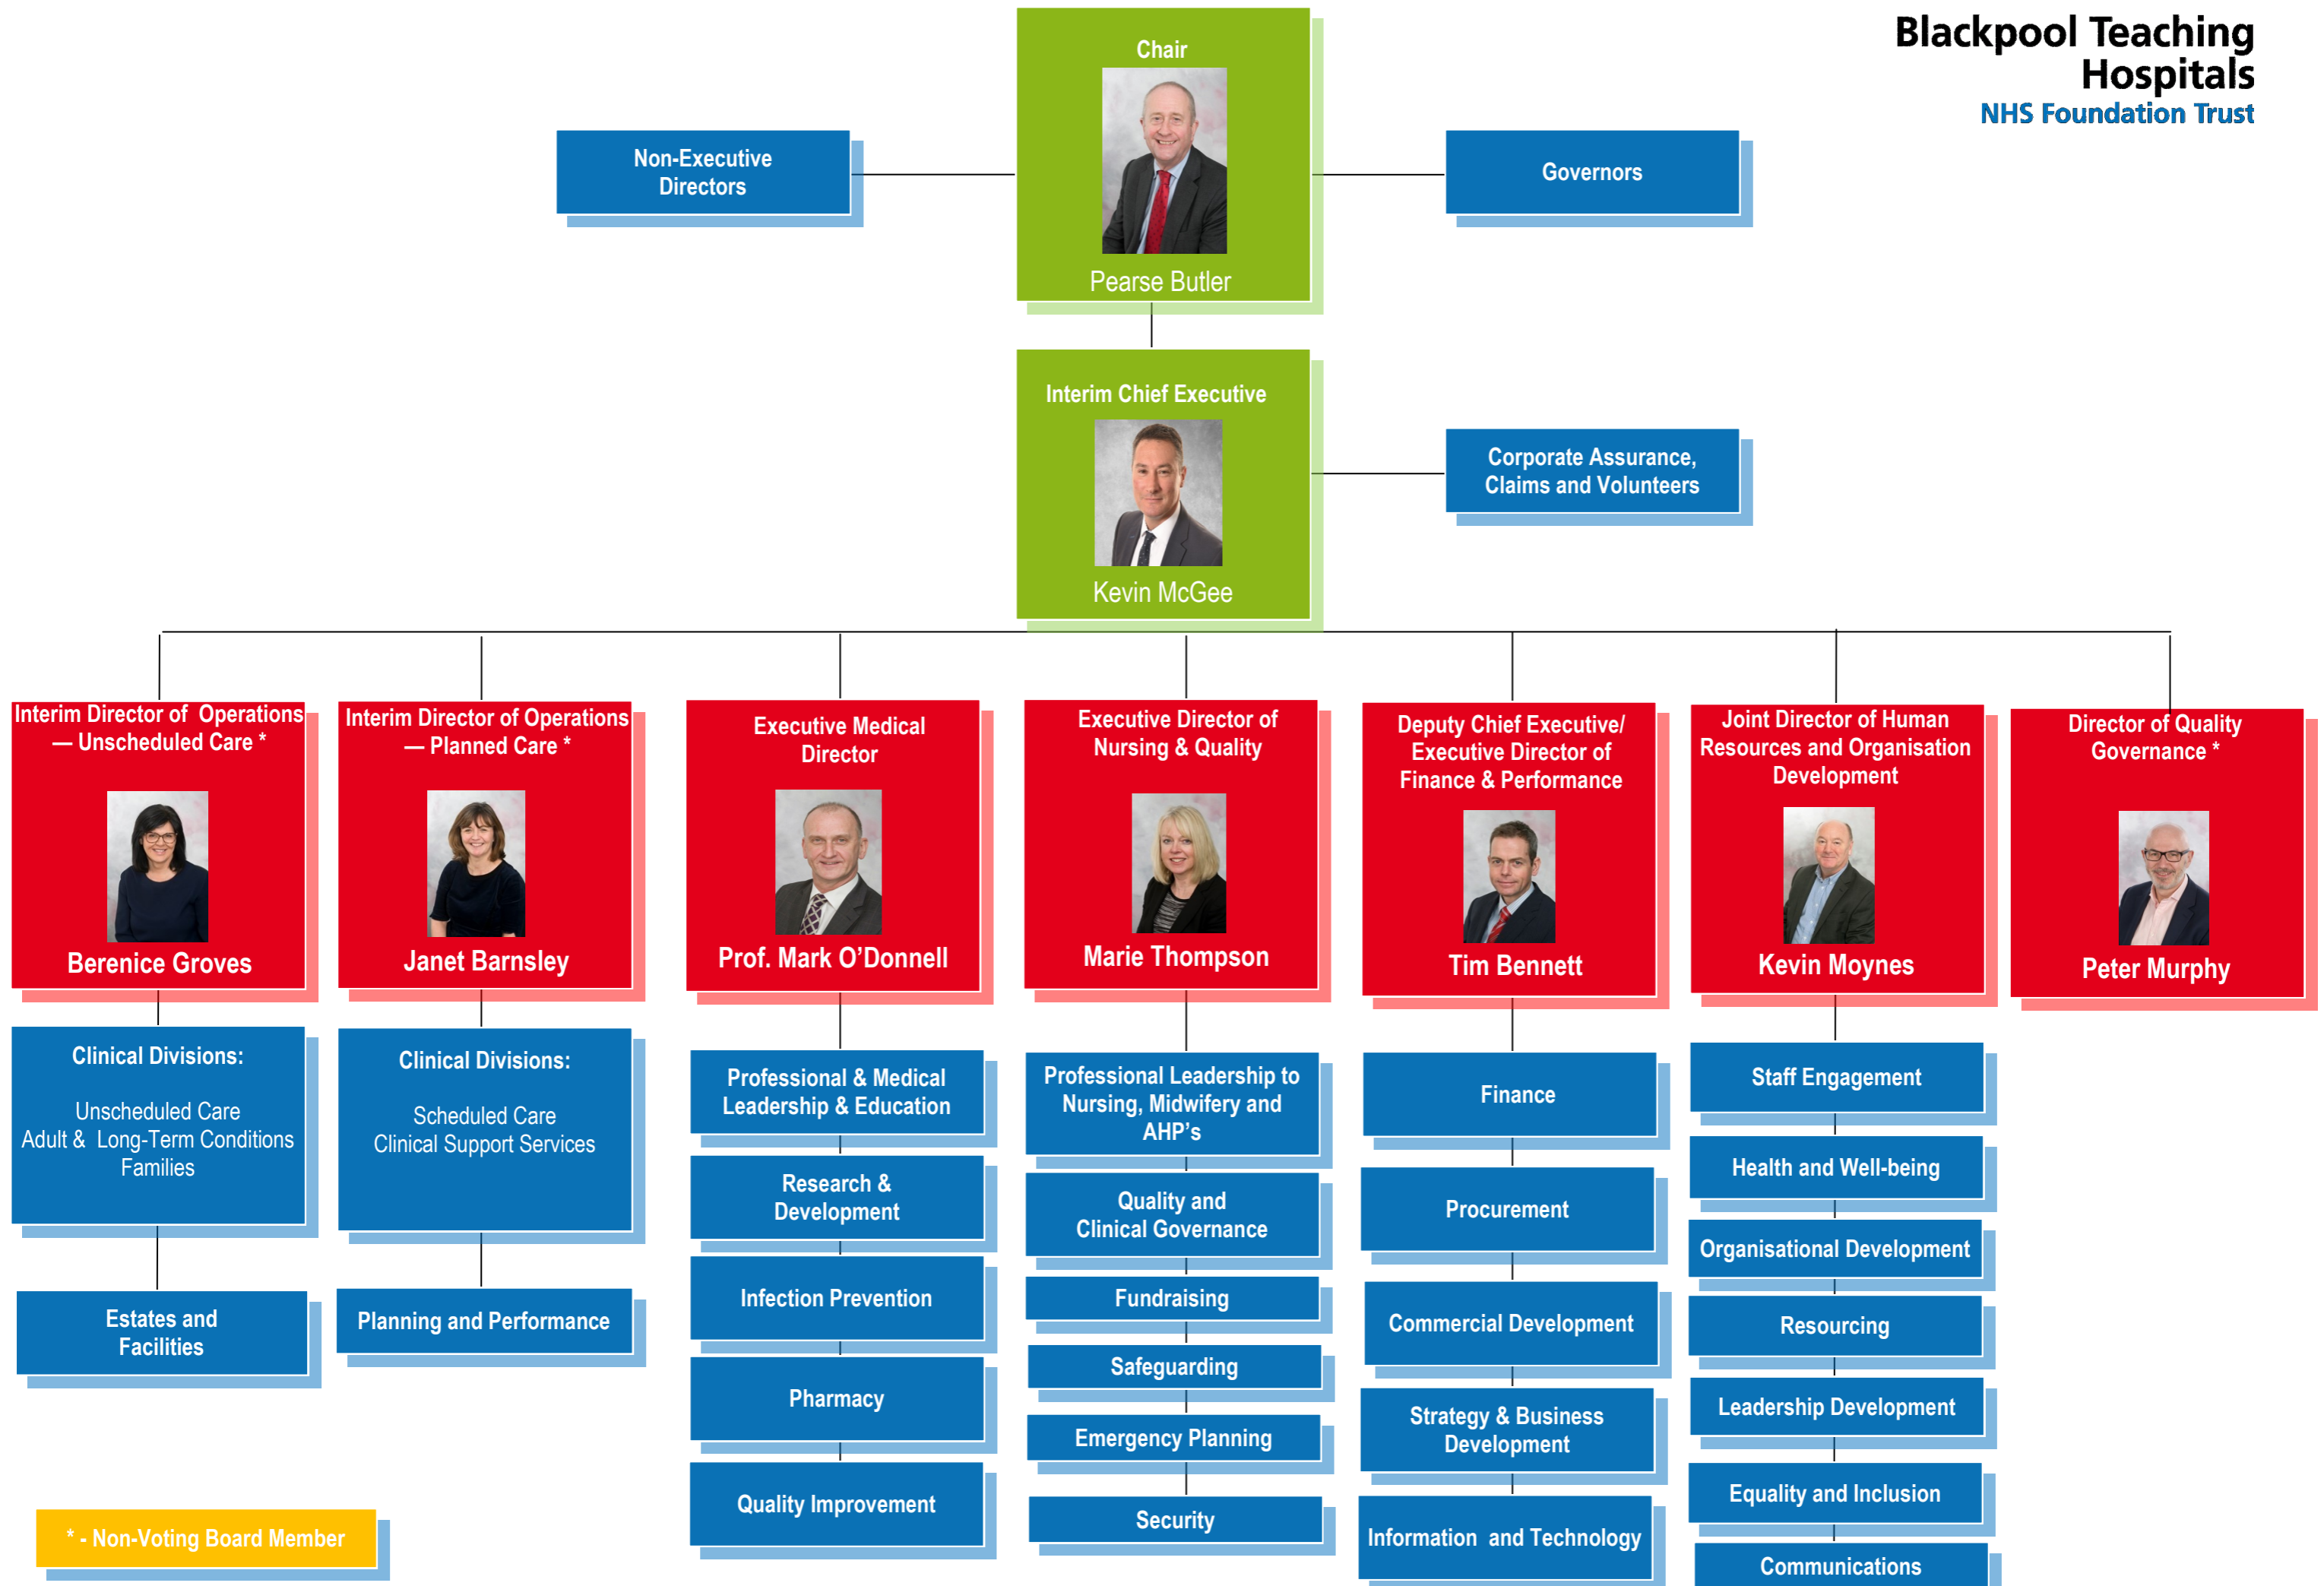 Blackpool Teaching
Hospitals
NHS Foundation Trust
Chair
Pearse Butler
Non-Executive
Directors
Governors
Interim Chief Executive
Kevin McGee
Corporate Assurance,
Claims and Volunteers
Interim Director of Operations
— Unscheduled Care *
Berenice Groves
Clinical Divisions:
Unscheduled Care
Adult & Long-Term Conditions
Families
Estates and
Facilities
Interim Director of Operations
— Planned Care *
Janet Barnsley
Clinical Divisions:
Scheduled Care
Clinical Support Services
Planning and Performance
Executive Medical
Director
Prof. Mark O’Donnell
Professional & Medical
Leadership & Education
Research &
Development
Infection Prevention
Pharmacy
Quality Improvement
Executive Director of
Nursing & Quality
Marie Thompson
Professional Leadership to
Nursing, Midwifery and
AHP's
Quality and
Clinical Governance
Fundraising
Safeguarding
Emergency Planning
Security
Deputy Chief Executive/
Executive Director of
Finance & Performance
Tim Bennett
Finance
Procurement
Commercial Development
Strategy & Business
Development
Information and Technology
Joint Director of Human
Resources and Organisation
Development
Kevin Moynes
Staff Engagement
Health and Well-being
Organisational Development
Resourcing
Leadership Development
Equality and Inclusion
Communications
Director of Quality
Governance *
Peter Murphy
* - Non-Voting Board Member